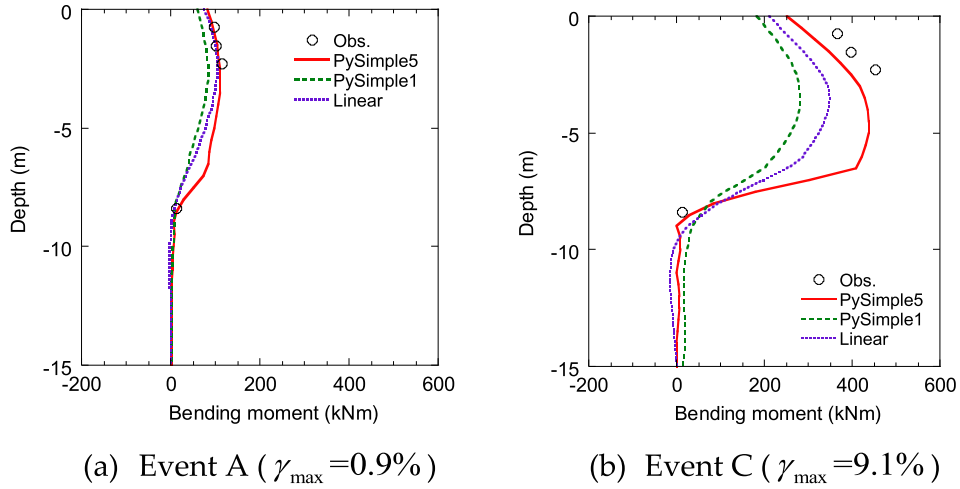 0
-5
-10
-15
Depth (m)
-200 0 200 400 600
Bending moment (kNm)
Obs.
PySimple5
PySimple1
Linear
(a) Event A (γmax=0.9%)
0
-5
-10
-15
Depth (m)
-200 0 200 400 600
Bending moment (kNm)
Obs.
PySimple5
PySimple1
Linear
(b) Event C (γmax=9.1%)